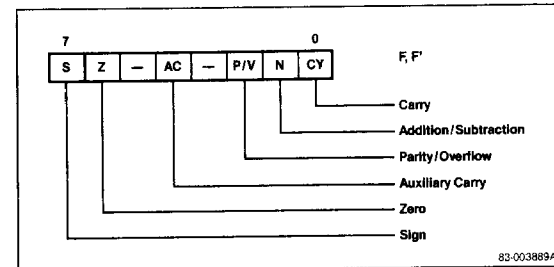 7 0
S Z — AC — P/V N CY F, F'
Carry
Addition/Subtraction
Parity/Overflow
Auxiliary Carry
Zero
Sign
83-003889A